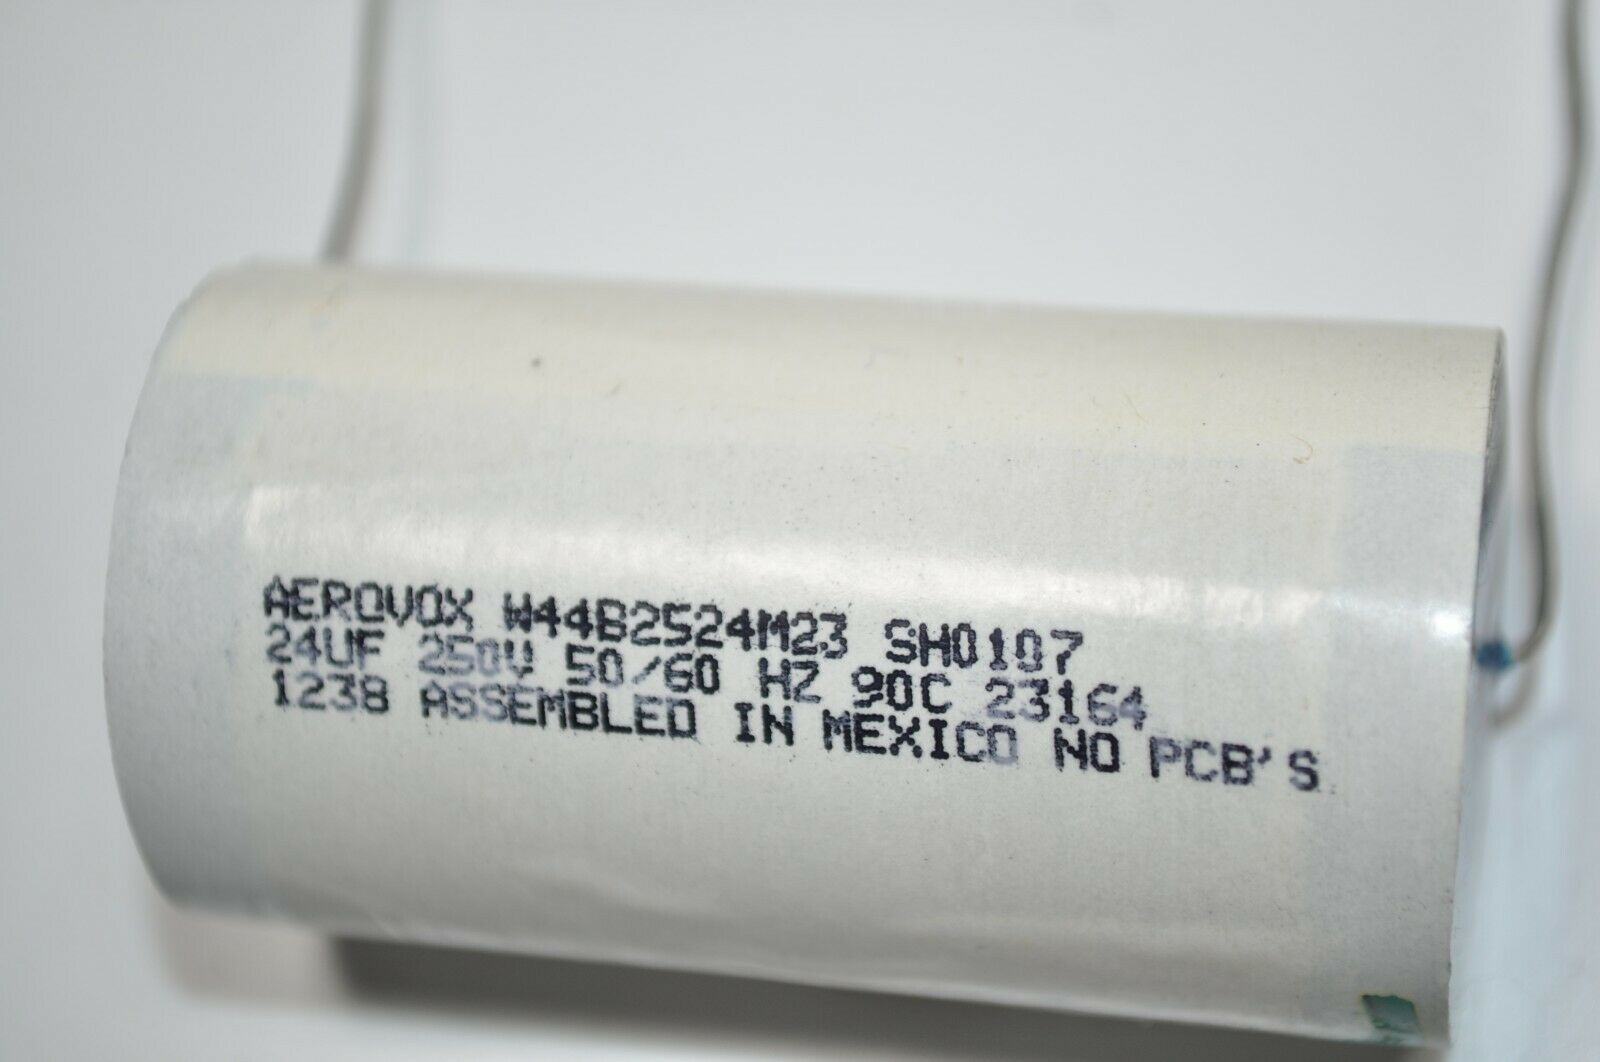 AEROVOX W44B2524M23 SH0107
24UF 250V 50/60 HZ 90C 23164
1238 ASSEMBLED IN MEXICO NO PCB'S